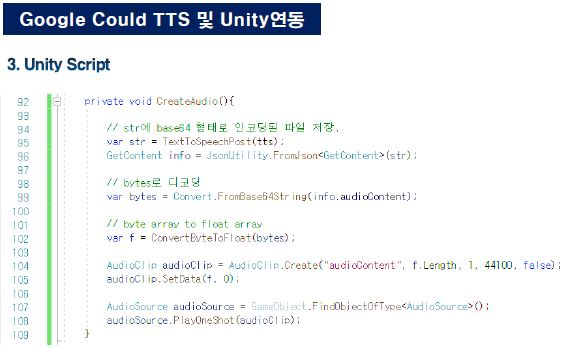 Google Could TTS 및 Unity연동
3. Unity Script
92 private void CreateAudio(){
93
94 // str에 base64 형태로 인코딩된 파일 저장.
95 var str = TextToSpeechPost(tts);
96 GetContent info = JsonUtility.FromJson<GetContent>(str);
97
98 // bytes로 디코딩
99 var bytes = Convert.FromBase64String(info.audioContent);
100
101 // byte array to float array
102 var f = ConvertByteToFloat(bytes);
103
104 AudioClip audioClip = AudioClip.Create("audioContent", f.Length, 1, 44100, false);
105 audioClip.SetData(f, 0);
106
107 AudioSource audioSource = GameObject.FindObjectOfType<AudioSource>();
108 audioSource.PlayOneShot(audioClip);
109 }